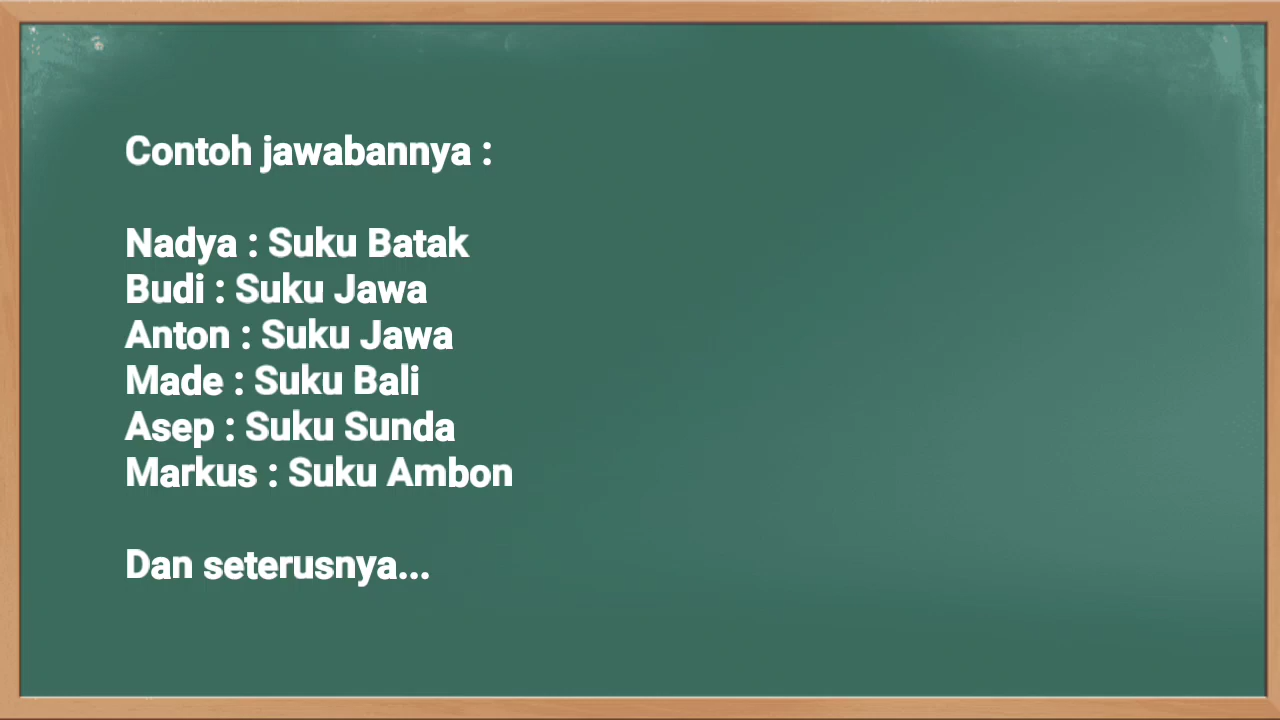 Contoh jawabannya :
Nadya : Suku Batak
Budi : Suku Jawa
Anton : Suku Jawa
Made : Suku Bali
Asep : Suku Sunda
Markus : Suku Ambon
Dan seterusnya...